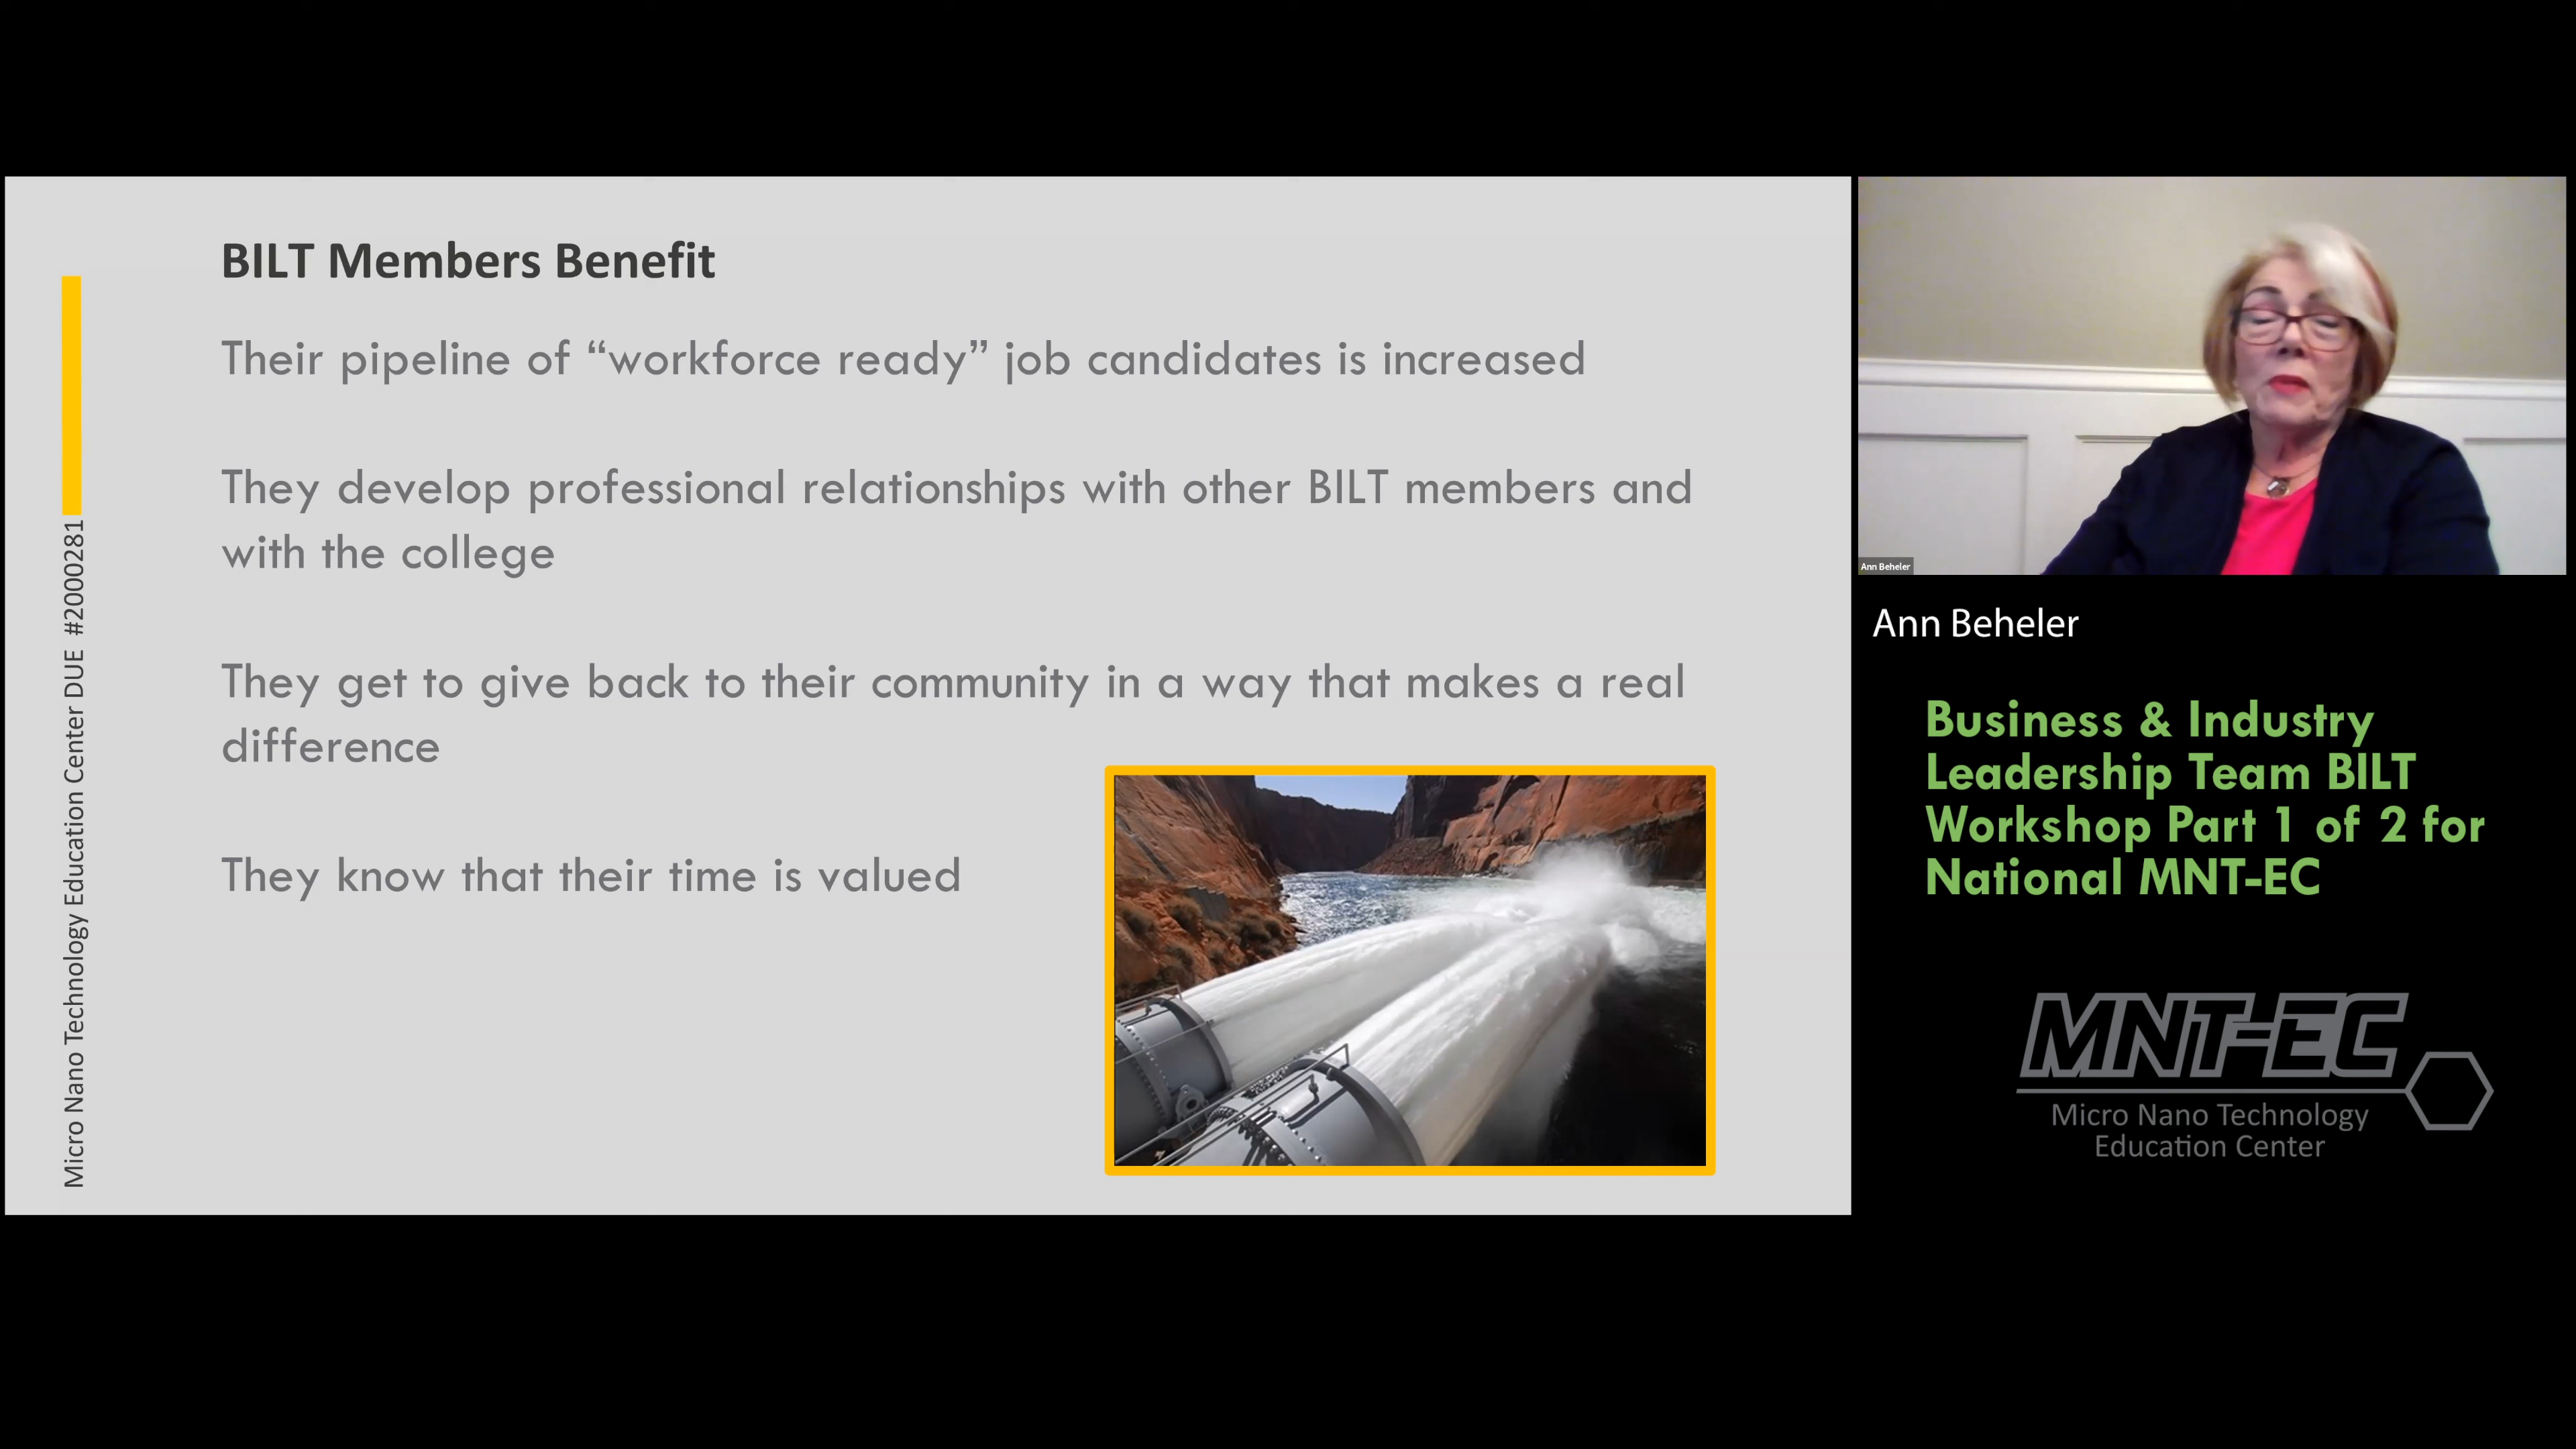 BILT Members Benefit
Their pipeline of “workforce ready” job candidates is increased
They develop professional relationships with other BILT members and
with the college
They get to give back to their community in a way that makes a real
difference
They know that their time is valued
Micro Nano Technology Education Center DUE #2000281
Ann Beheler
Ann Beheler
Business & Industry
Leadership Team BILT
Workshop Part 1 of 2 for
National MNT-EC
MNT-EC
Micro Nano Technology
Education Center